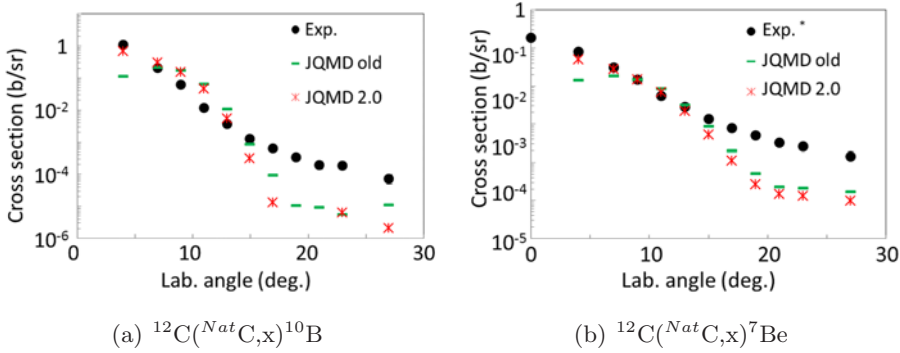 Cross section (b/sr)
1
10⁻²
10⁻⁴
10⁻⁶
0 10 20 30
Lab. angle (deg.)
Exp.
JQMD old
JQMD 2.0
(a) ¹²C(ᴺᵃᵗC,x)¹⁰B
Cross section (b/sr)
1
10⁻¹
10⁻²
10⁻³
10⁻⁴
10⁻⁵
0 10 20 30
Lab. angle (deg.)
Exp.*
JQMD old
JQMD 2.0
(b) ¹²C(ᴺᵃᵗC,x)⁷Be